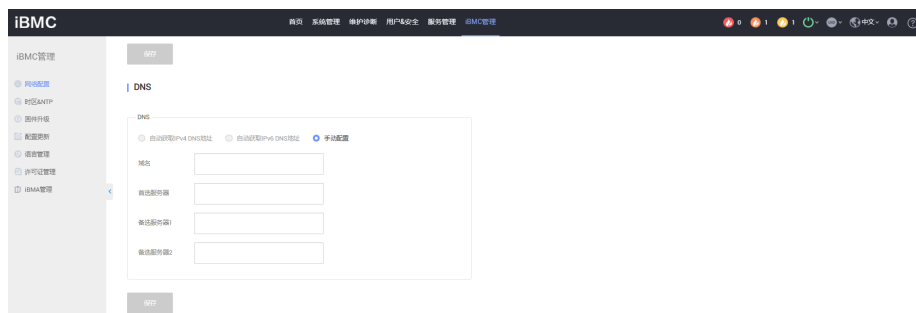 iBMC 首页 系统管理 维护诊断 用户&安全 服务管理 iBMC管理 0 1 1 中文
iBMC管理
保存
网络配置
时区&NTP
固件升级
配置更新
语言管理
许可证管理
iBMA管理
DNS
DNS
自动获取IPv4 DNS地址 自动获取IPv6 DNS地址 手动配置
域名
首选服务器
备选服务器1
备选服务器2
保存